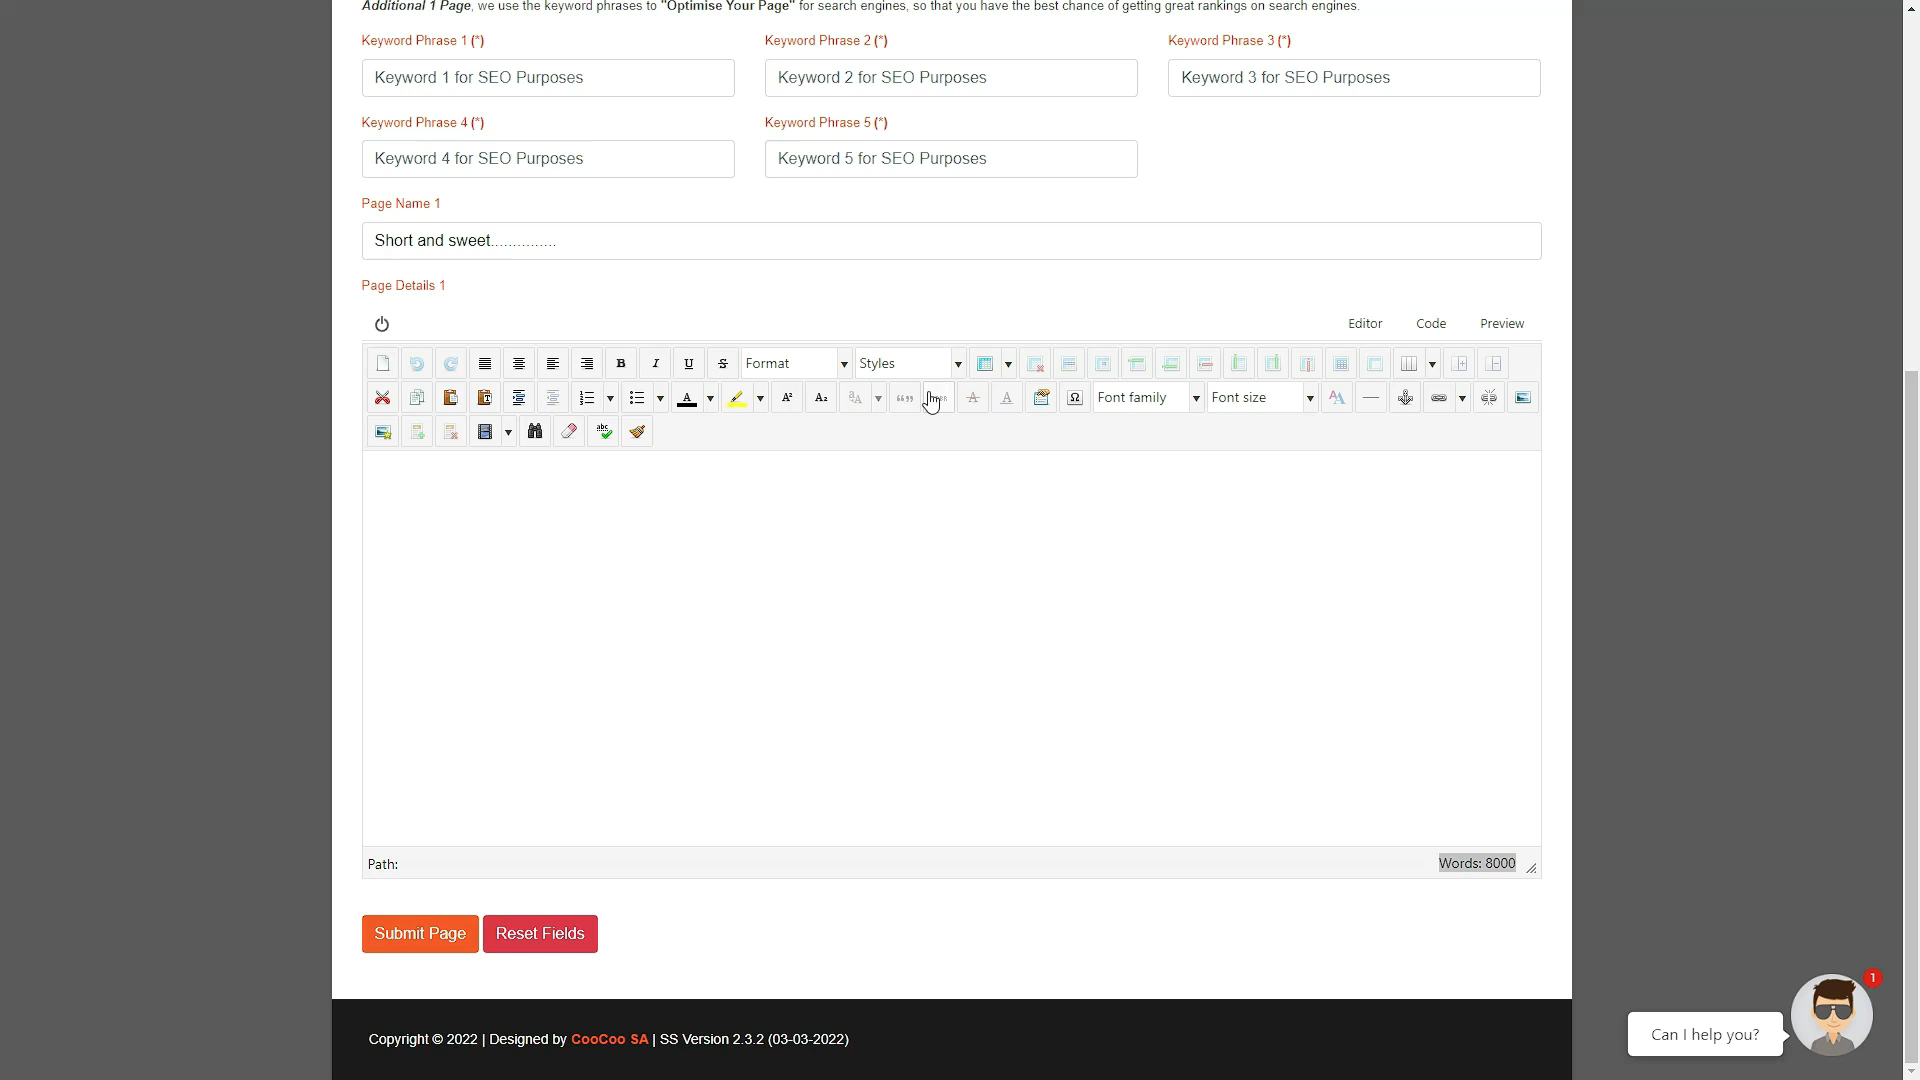 Additional 1 Page, we use the keyword phrases to "Optimise Your Page" for search engines, so that you have the best chance of getting great rankings on search engines.
Keyword Phrase 1 (*) Keyword Phrase 2 (*) Keyword Phrase 3 (*)
Keyword 1 for SEO Purposes Keyword 2 for SEO Purposes Keyword 3 for SEO Purposes
Keyword Phrase 4 (*) Keyword Phrase 5 (*)
Keyword 4 for SEO Purposes Keyword 5 for SEO Purposes
Page Name 1
Short and sweet...............
Page Details 1
Editor Code Preview
Format Styles
Font family Font size
Path: Words: 8000
Submit Page Reset Fields
1
Can I help you?
Copyright © 2022 | Designed by CooCoo SA | SS Version 2.3.2 (03-03-2022)